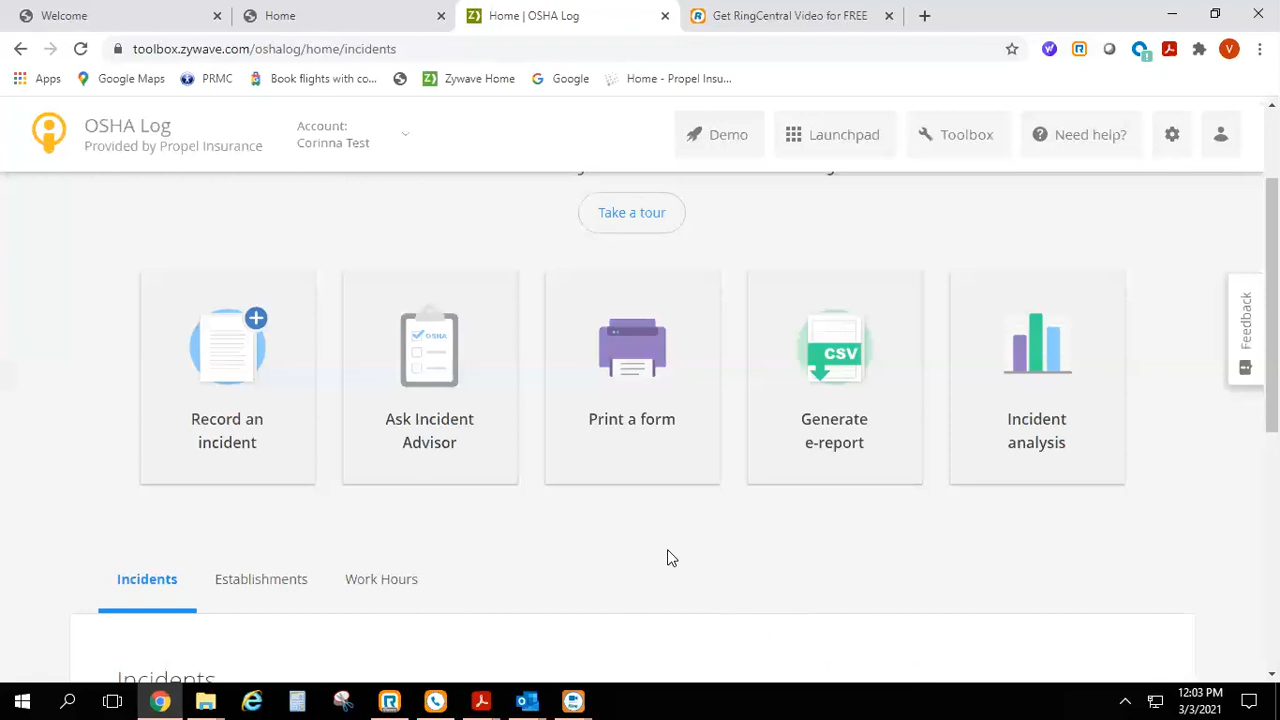 Welcome
Home
Home | OSHA Log
Get RingCentral Video for FREE
toolbox.zywave.com/oshalog/home/incidents
Apps
Google Maps
PRMC
Book flights with co...
Zywave Home
Google
Home - Propel Insu...
OSHA Log
Provided by Propel Insurance
Account:
Corinna Test
Demo
Launchpad
Toolbox
Need help?
Take a tour
Feedback
OSHA
CSV
Record an
incident
Ask Incident
Advisor
Print a form
Generate
e-report
Incident
analysis
Incidents
Establishments
Work Hours
Incidents
12:03 PM
3/3/2021